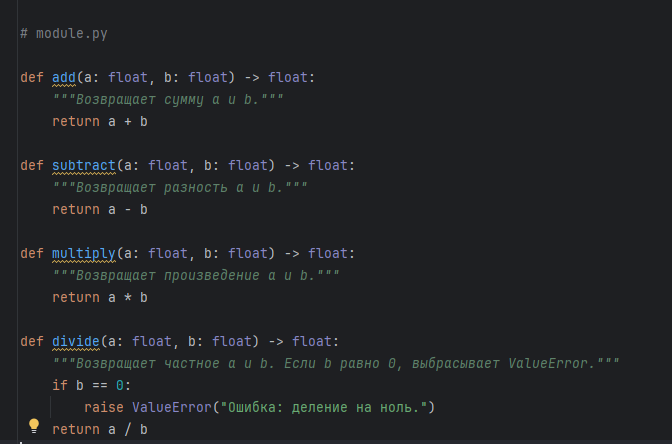 # module.py
def add(a: float, b: float) -> float:
"""Возвращает сумму a и b."""
return a + b
def subtract(a: float, b: float) -> float:
"""Возвращает разность a и b."""
return a - b
def multiply(a: float, b: float) -> float:
"""Возвращает произведение a и b."""
return a * b
def divide(a: float, b: float) -> float:
"""Возвращает частное a и b. Если b равно 0, выбрасывает ValueError."""
if b == 0:
raise ValueError("Ошибка: деление на ноль.")
return a / b